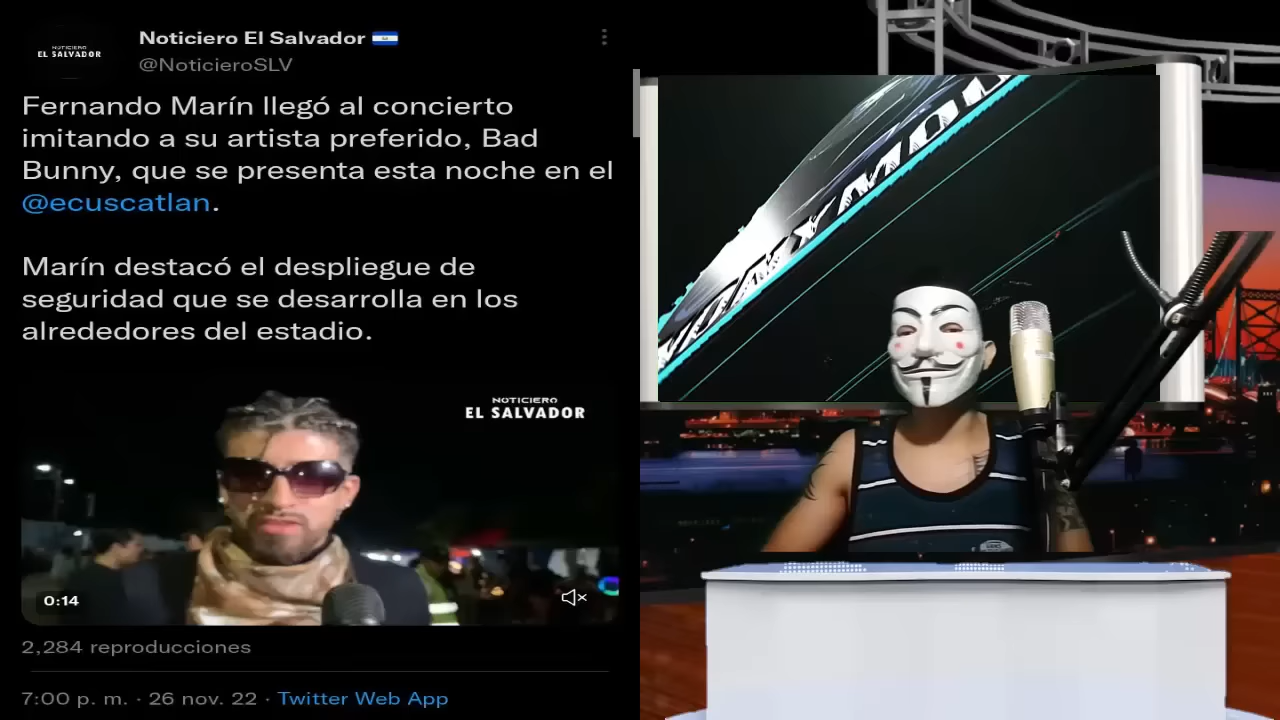 NOTICIERO
EL SALVADOR
Noticiero El Salvador
@NoticieroSLV
Fernando Marín llegó al concierto
imitando a su artista preferido, Bad
Bunny, que se presenta esta noche en el
@ecuscatlan.
Marín destacó el despliegue de
seguridad que se desarrolla en los
alrededores del estadio.
NOTICIERO
EL SALVADOR
0:14
2,284 reproducciones
7:00 p. m. · 26 nov. 22 · Twitter Web App